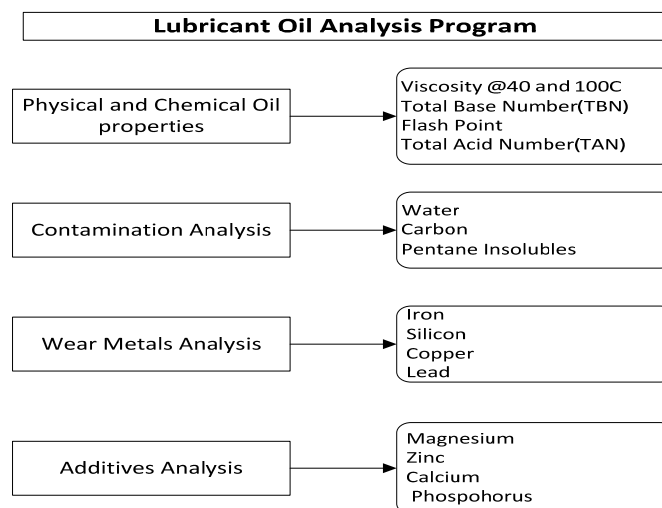 Lubricant Oil Analysis Program
Physical and Chemical Oil
properties
Viscosity @40 and 100C
Total Base Number(TBN)
Flash Point
Total Acid Number(TAN)
Contamination Analysis
Water
Carbon
Pentane Insolubles
Wear Metals Analysis
Iron
Silicon
Copper
Lead
Additives Analysis
Magnesium
Zinc
Calcium
Phospohorus